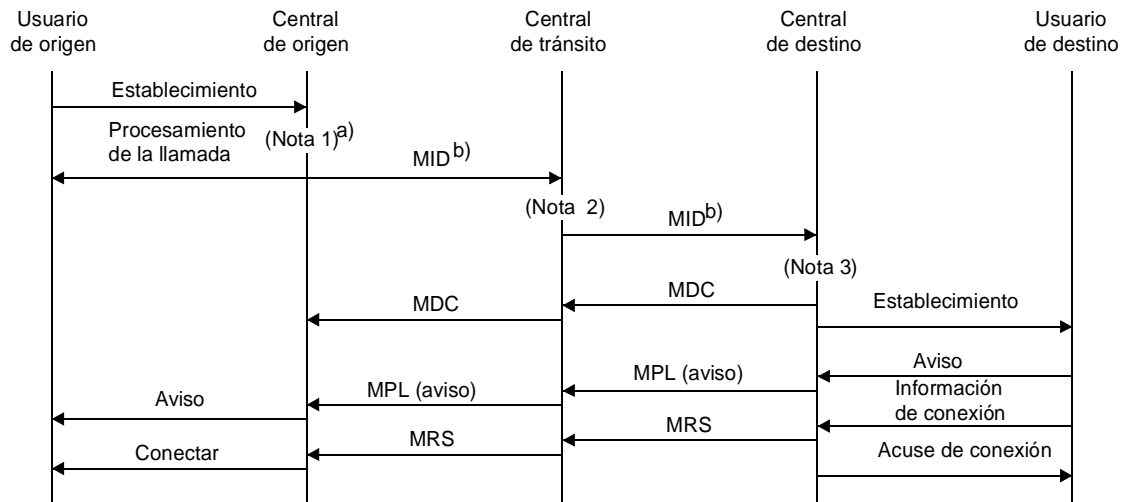 Usuario
de origen
Central
de origen
Central
de tránsito
Central
de destino
Usuario
de destino
Establecimiento
Procesamiento
de la llamada
(Nota 1)a)
MIDb)
(Nota 2)
MIDb)
(Nota 3)
MDC
MDC
Establecimiento
Aviso
MPL (aviso)
MPL (aviso)
Aviso
Información
de conexión
MRS
MRS
Conectar
Acuse de conexión